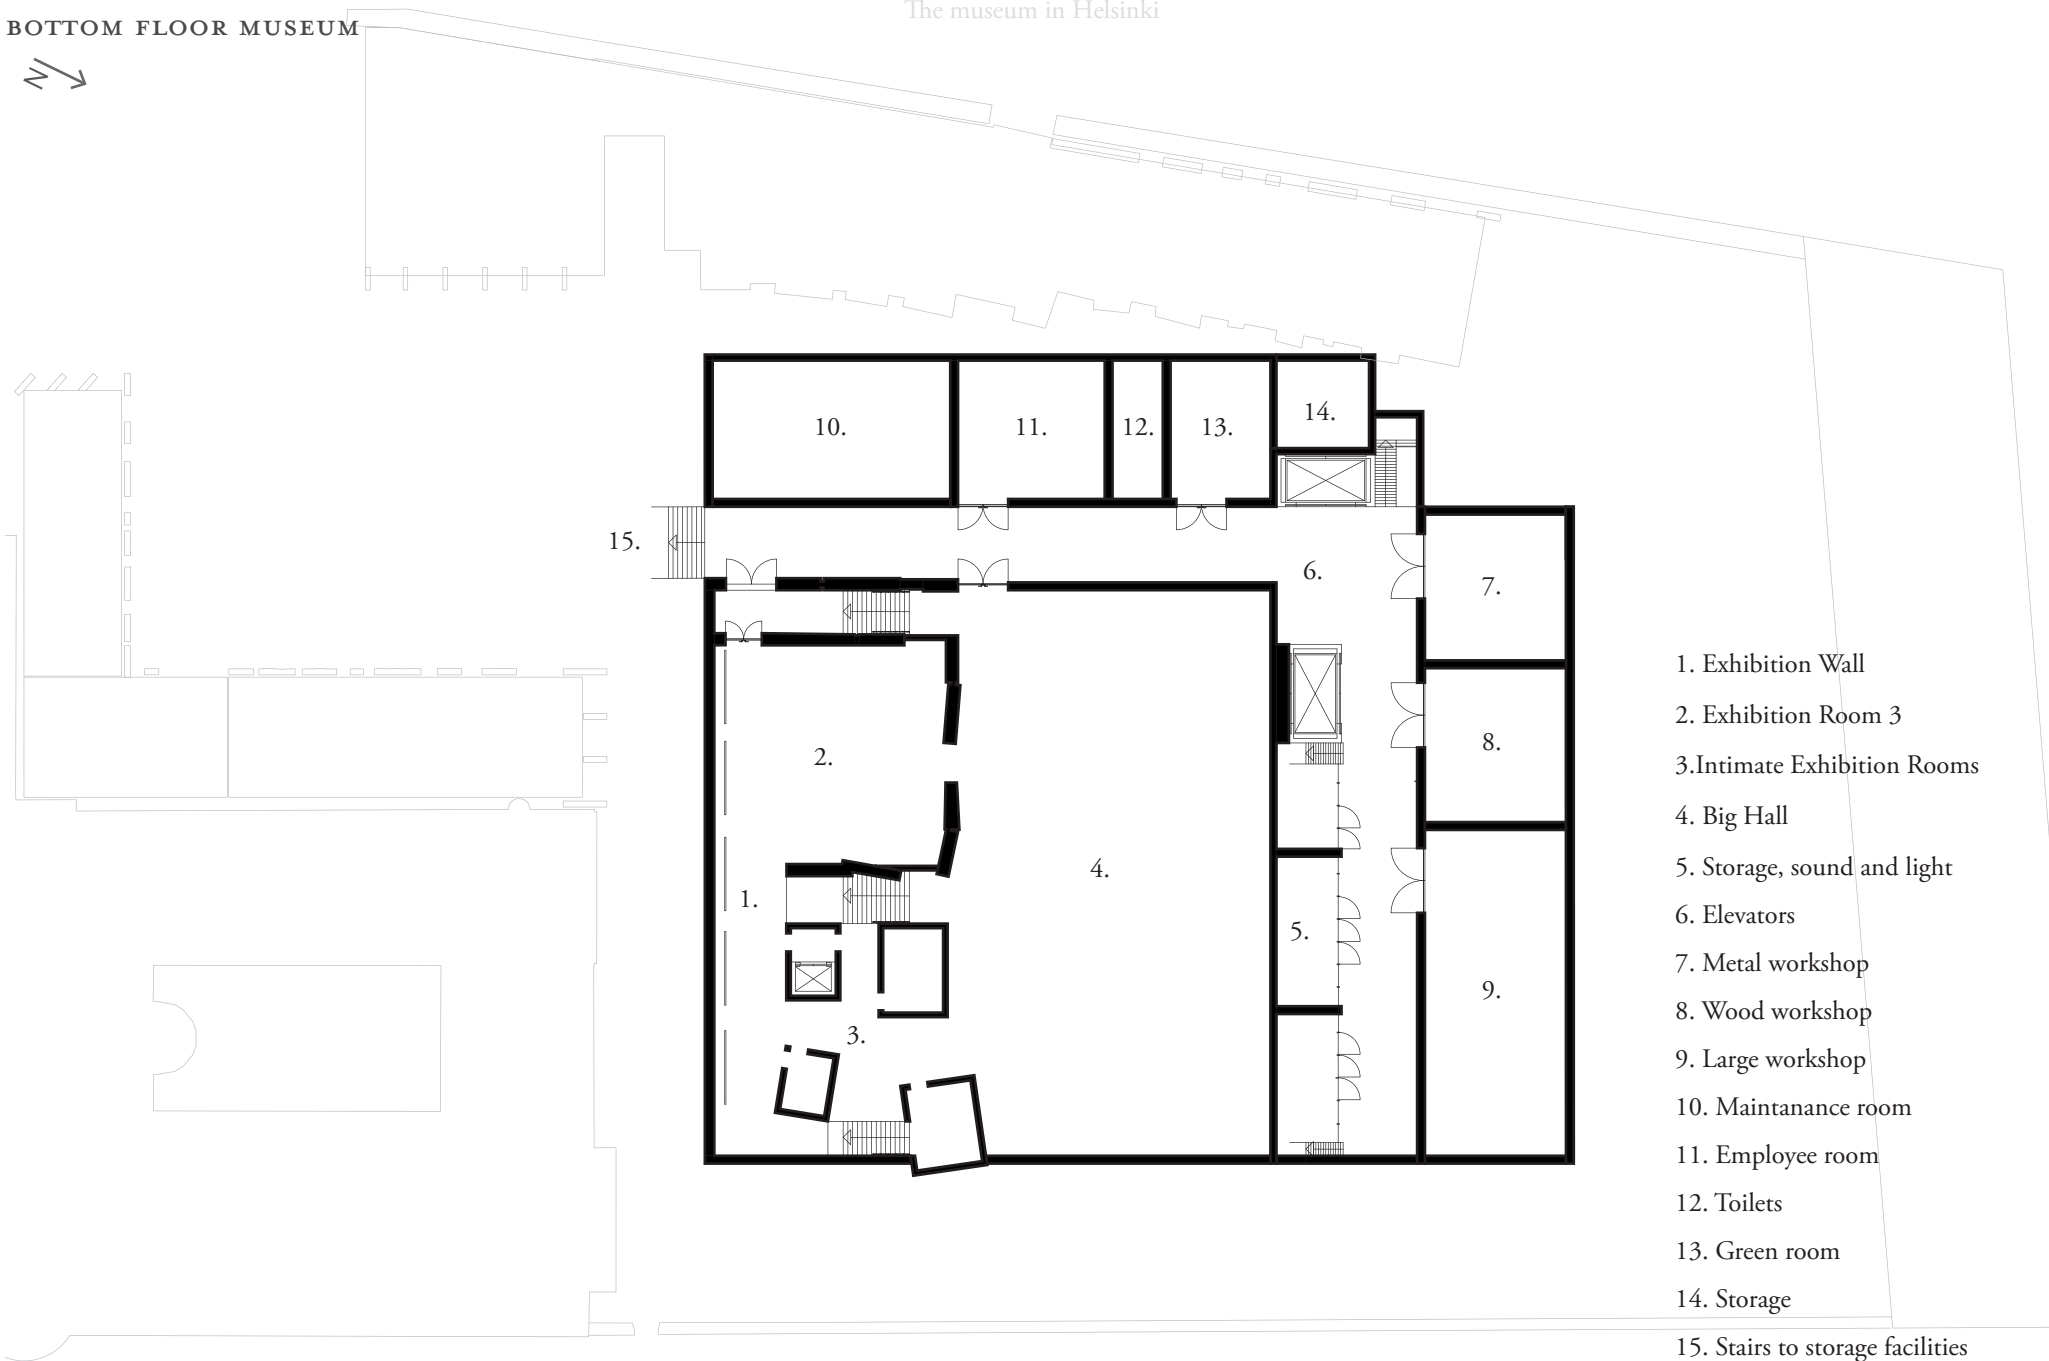 The museum in Helsinki
BOTTOM FLOOR MUSEUM
N
10.
11.
12.
13.
14.
15.
6.
7.
2.
8.
4.
1.
5.
9.
3.
1. Exhibition Wall
2. Exhibition Room 3
3.Intimate Exhibition Rooms
4. Big Hall
5. Storage, sound and light
6. Elevators
7. Metal workshop
8. Wood workshop
9. Large workshop
10. Maintanance room
11. Employee room
12. Toilets
13. Green room
14. Storage
15. Stairs to storage facilities